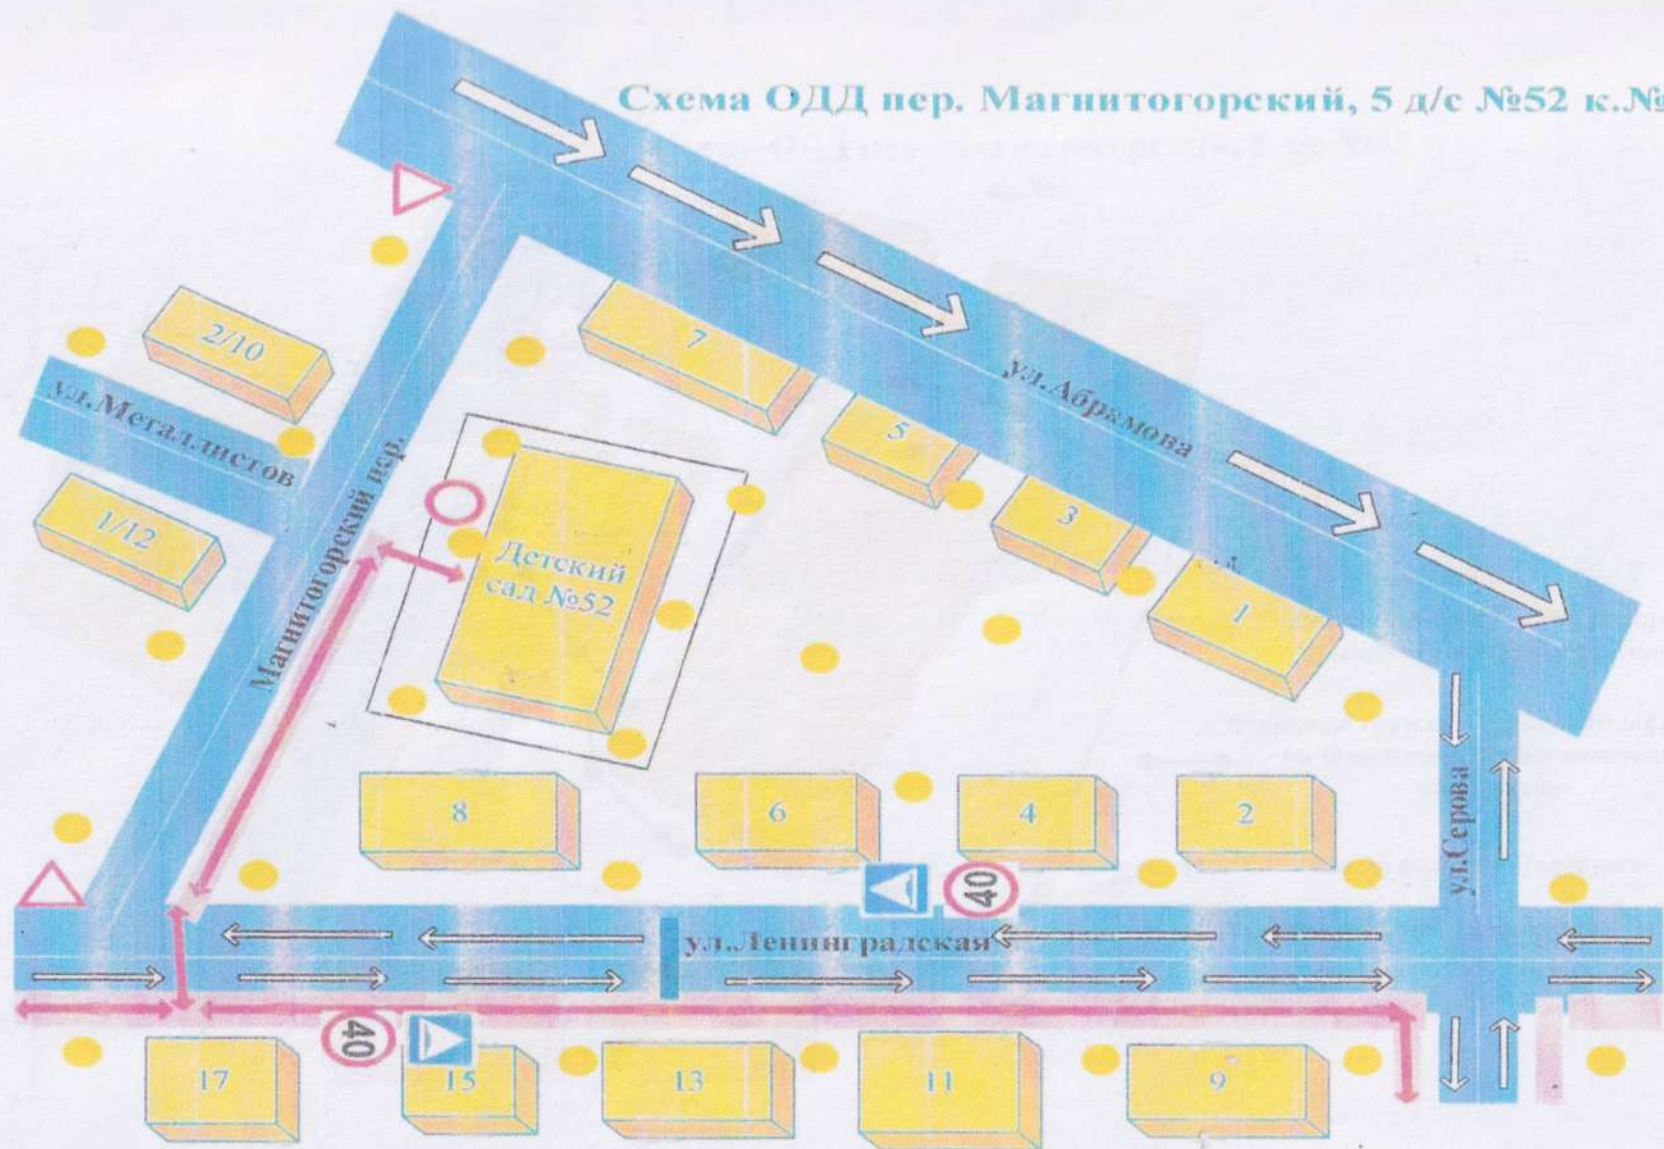 Схема ОДД пер. Магнитогорский, 5 д/с №52 к.№
2/10
ул.Металлистов
1/12
Магнитогорский пер.
7
5
3
1
ул.Абрамова
Детский
сад №52
8
6
4
2
ул.Серова
40
ул.Ленинградская
40
17
15
13
11
9